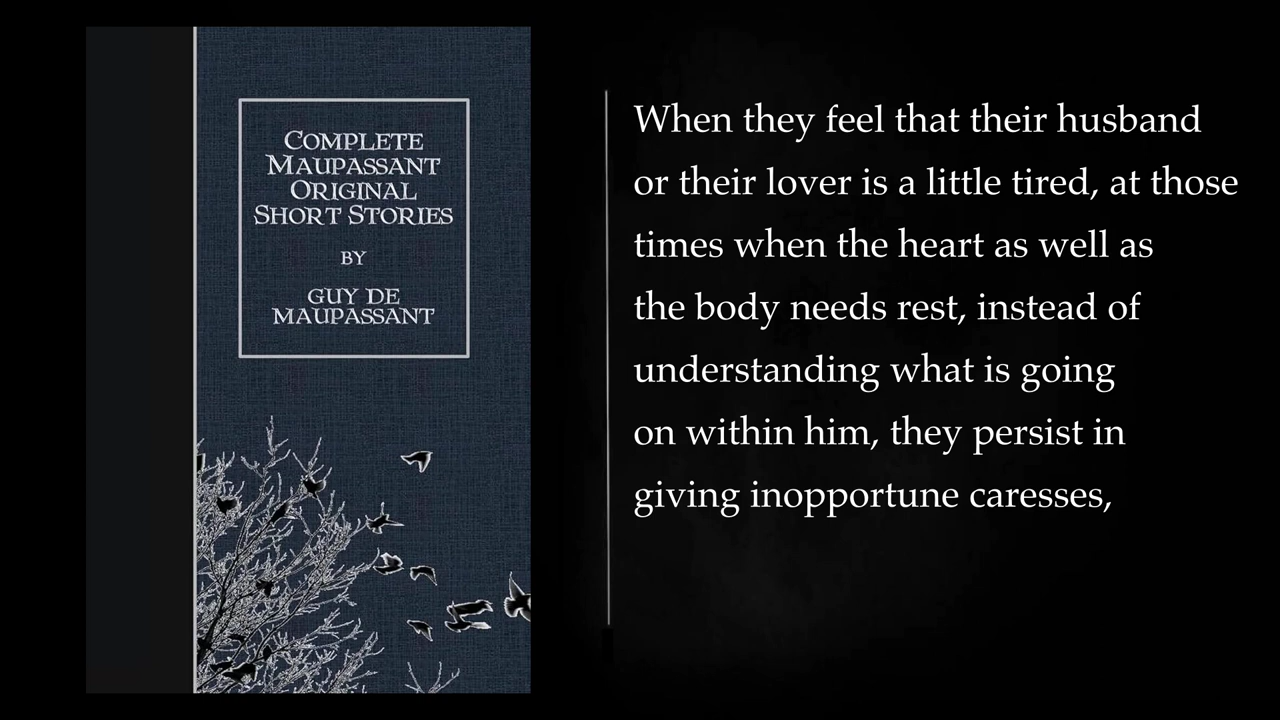 COMPLETE
MAUPASSANT
ORIGINAL
SHORT STORIES
BY
GUY DE
MAUPASSANT
When they feel that their husband
or their lover is a little tired, at those
times when the heart as well as
the body needs rest, instead of
understanding what is going
on within him, they persist in
giving inopportune caresses,